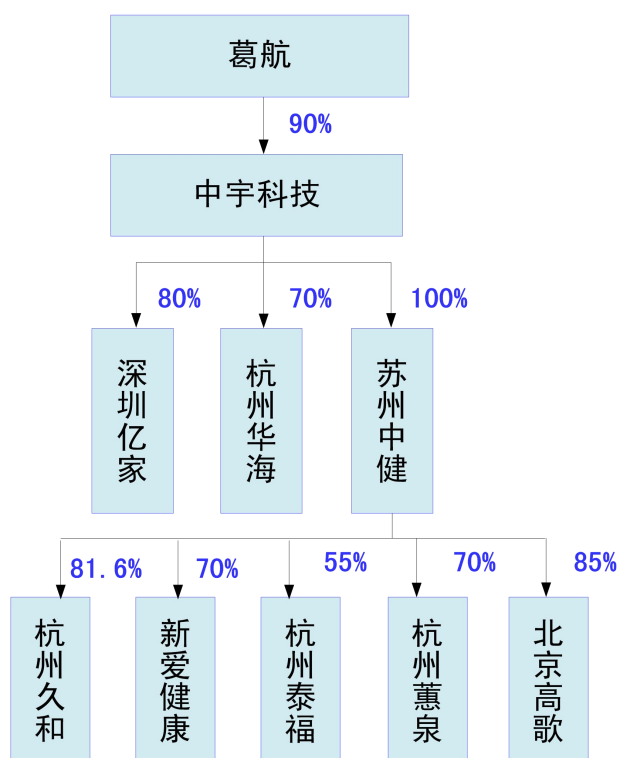 葛航
90%
中宇科技
80%
70%
100%
深圳亿家
杭州华海
苏州中健
81.6%
70%
55%
70%
85%
杭州久和
新爱健康
杭州泰福
杭州蕙泉
北京高歌